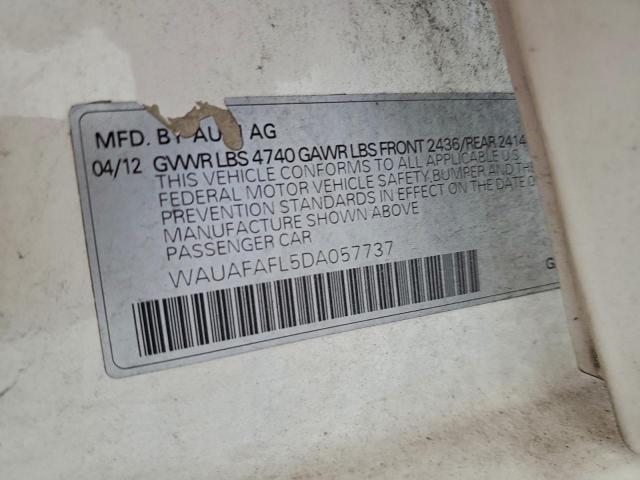 MFD. BY AUDI AG
04/12 GVWR LBS 4740 GAWR LBS FRONT 2436/REAR 2414
THIS VEHICLE CONFORMS TO ALL APPLICABLE U.S.
FEDERAL MOTOR VEHICLE SAFETY, BUMPER AND THEFT
PREVENTION STANDARDS IN EFFECT ON THE DATE O
MANUFACTURE SHOWN ABOVE
PASSENGER CAR
WAUAFAFL5DA057737
G